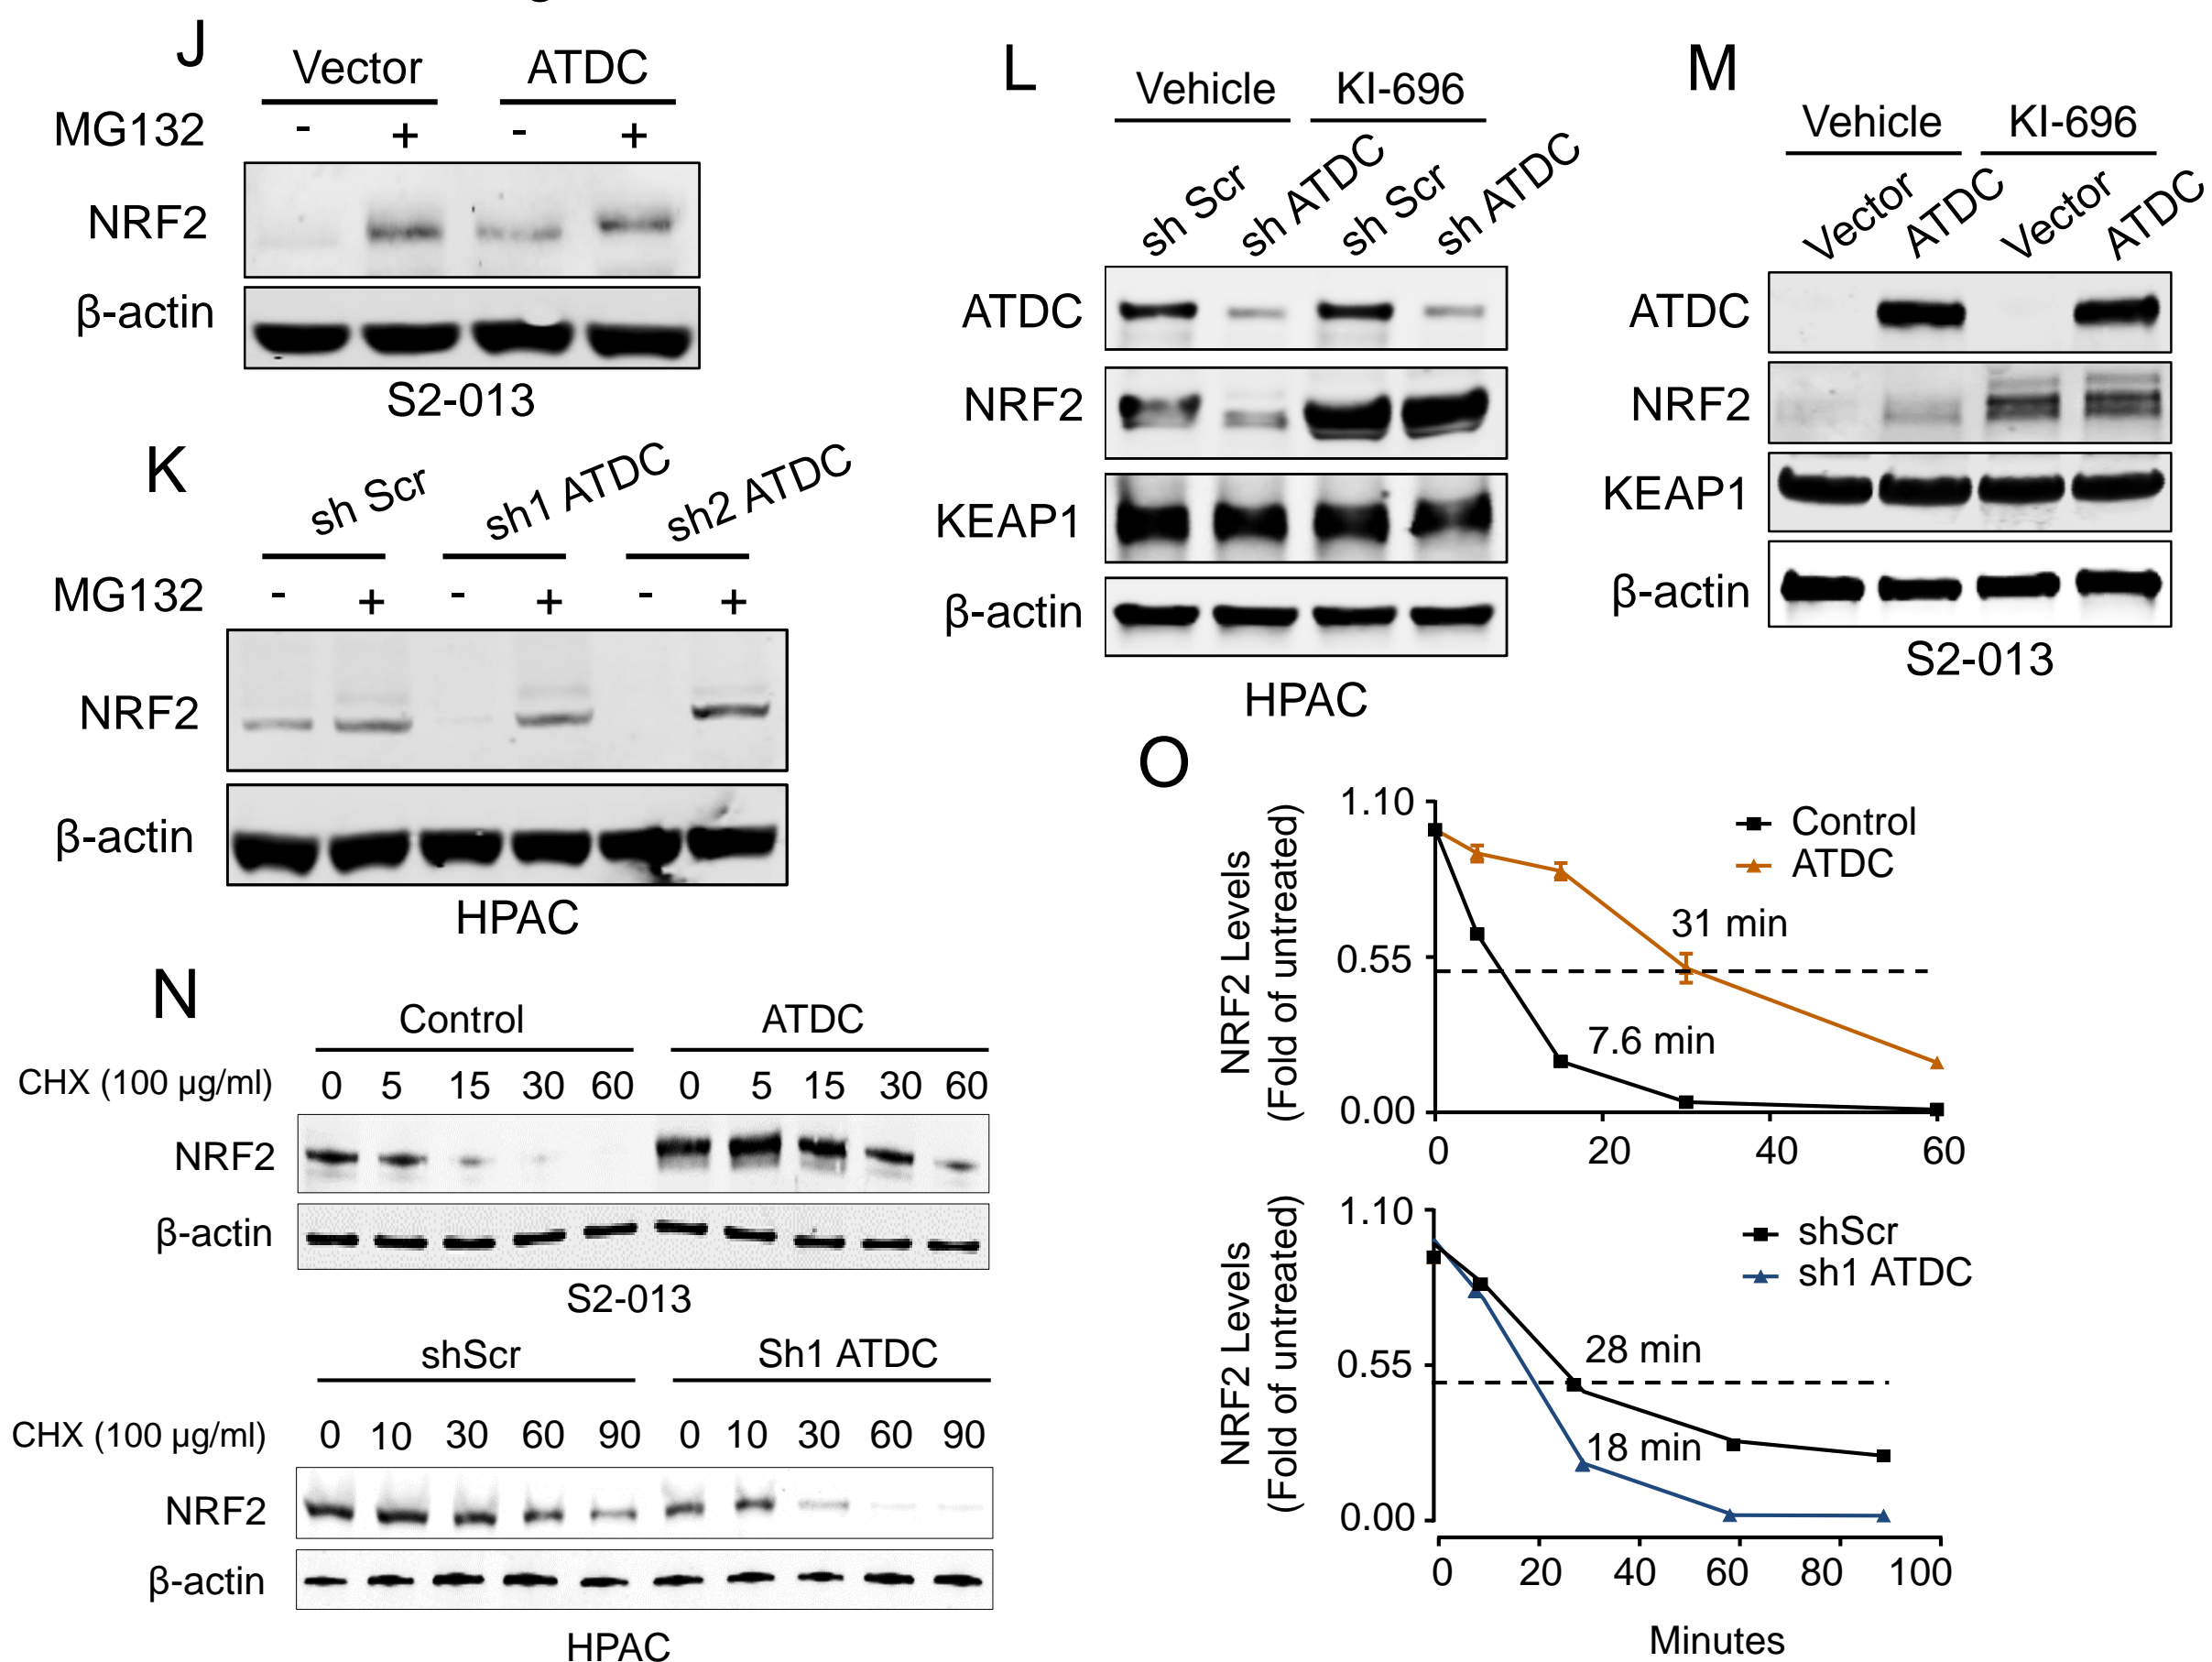 J
Vector ATDC
MG132 - + - +
NRF2
β-actin
S2-013
K
sh Scr sh1 ATDC sh2 ATDC
MG132 - + - + - +
NRF2
β-actin
HPAC
L
Vehicle KI-696
sh Scr sh ATDC sh Scr sh ATDC
ATDC
NRF2
KEAP1
β-actin
HPAC
M
Vehicle KI-696
Vector ATDC Vector ATDC
ATDC
NRF2
KEAP1
β-actin
S2-013
N
Control ATDC
CHX (100 µg/ml) 0 5 15 30 60 0 5 15 30 60
NRF2
β-actin
S2-013
shScr Sh1 ATDC
CHX (100 µg/ml) 0 10 30 60 90 0 10 30 60 90
NRF2
β-actin
HPAC
O
NRF2 Levels
(Fold of untreated)
1.10
0.55
0.00
Control
ATDC
31 min
7.6 min
0 20 40 60
NRF2 Levels
(Fold of untreated)
1.10
0.55
0.00
shScr
sh1 ATDC
28 min
18 min
0 20 40 60 80 100
Minutes